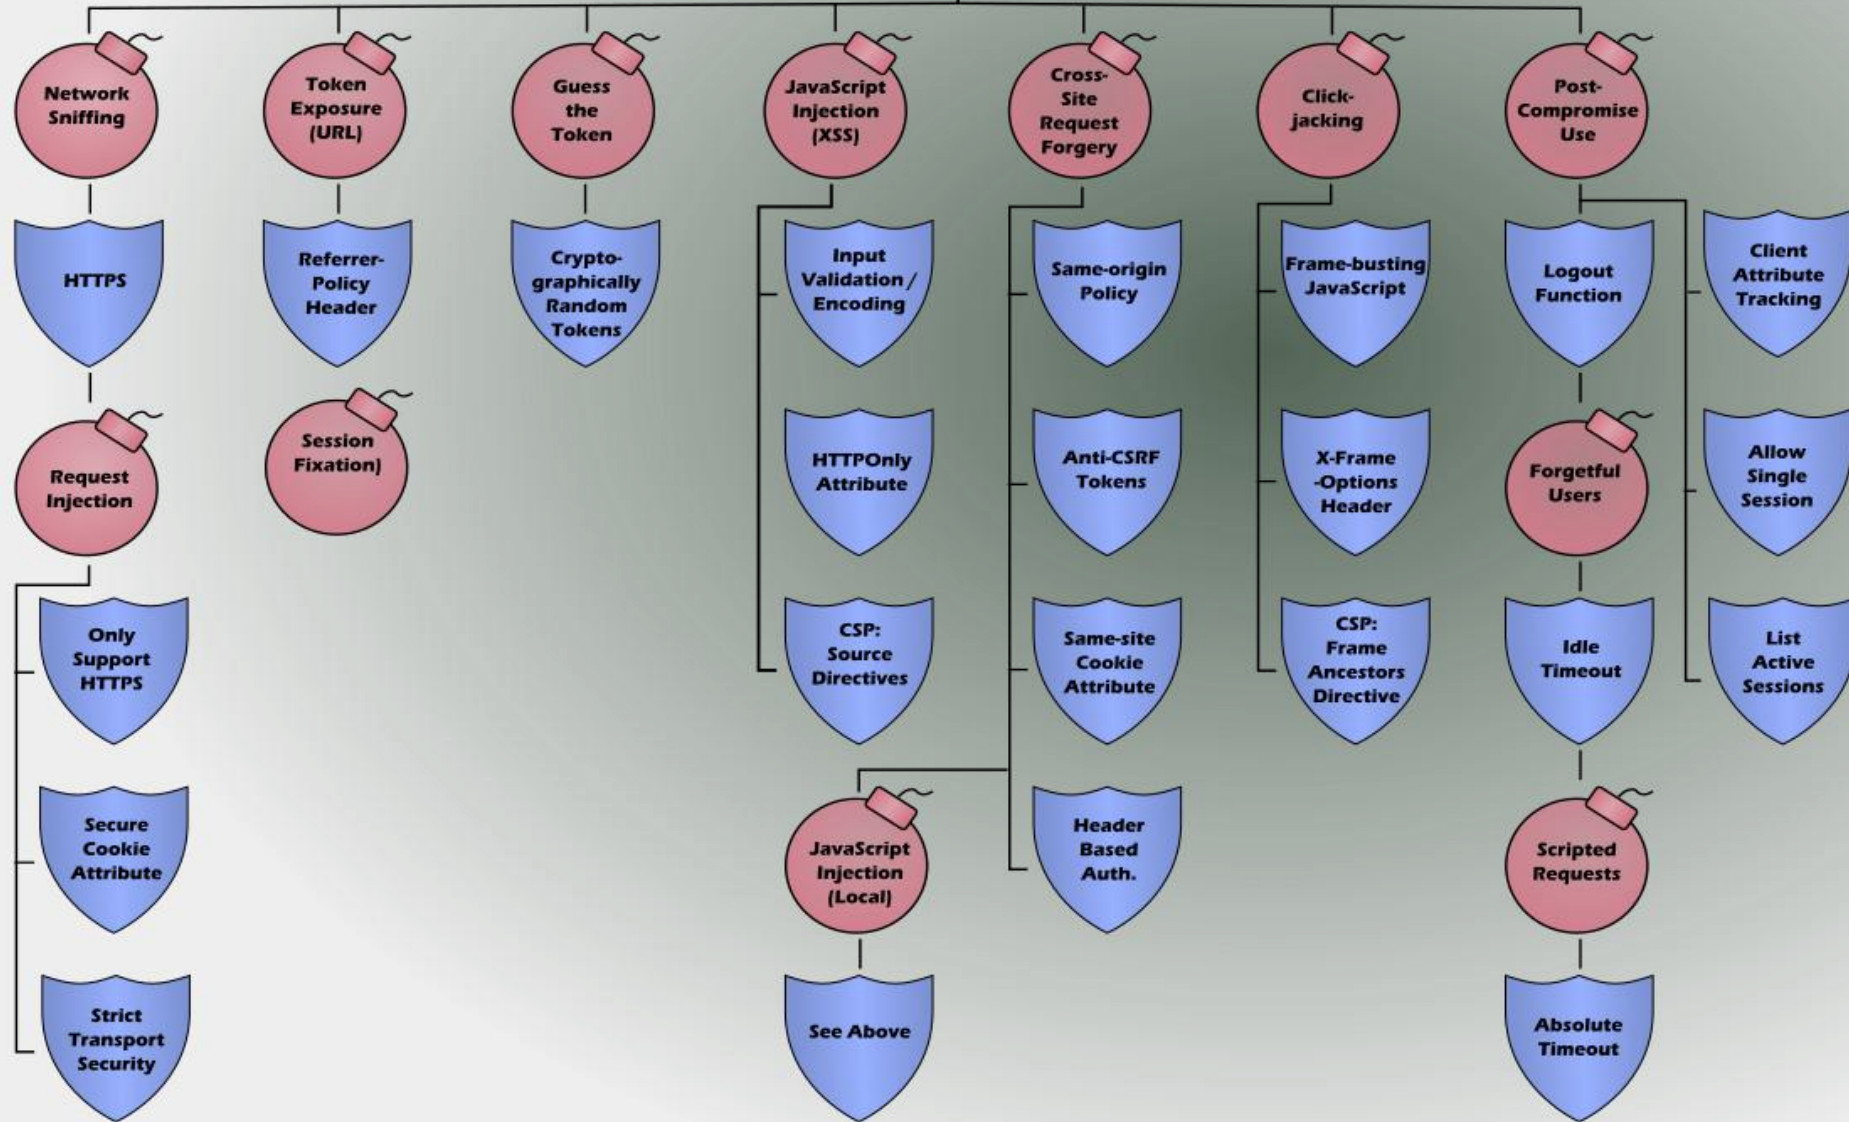 Network
Sniffing
Token
Exposure
(URL)
Guess
the
Token
JavaScript
Injection
(XSS)
Cross-
Site
Request
Forgery
Click-
jacking
Post-
Compromise
Use
HTTPS
Referrer-
Policy
Header
Crypto-
graphically
Random
Tokens
Input
Validation /
Encoding
Same-origin
Policy
Frame-busting
JavaScript
Logout
Function
Client
Attribute
Tracking
Request
Injection
Session
Fixation)
HTTPOnly
Attribute
Anti-CSRF
Tokens
X-Frame
-Options
Header
Forgetful
Users
Allow
Single
Session
Only
Support
HTTPS
CSP:
Source
Directives
Same-site
Cookie
Attribute
CSP:
Frame
Ancestors
Directive
Idle
Timeout
List
Active
Sessions
Secure
Cookie
Attribute
JavaScript
Injection
(Local)
Header
Based
Auth.
Scripted
Requests
Strict
Transport
Security
See Above
Absolute
Timeout